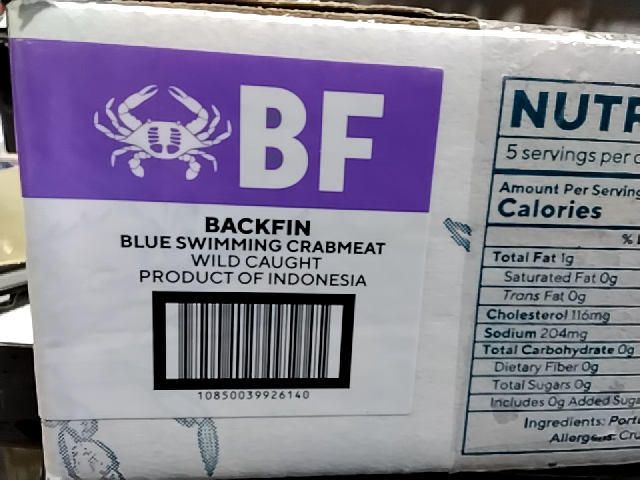 BF
BACKFIN
BLUE SWIMMING CRABMEAT
WILD CAUGHT
PRODUCT OF INDONESIA
10850039926140
5 servings per
Amount Per Serving
Calories
%
Total Fat 1g
Saturated Fat 0g
Trans Fat 0g
Cholesterol 116mg
Sodium 204mg
Total Carbohydrate 0g
Dietary Fiber 0g
Total Sugars 0g
Includes 0g Added
Ingredients:
Allergens: